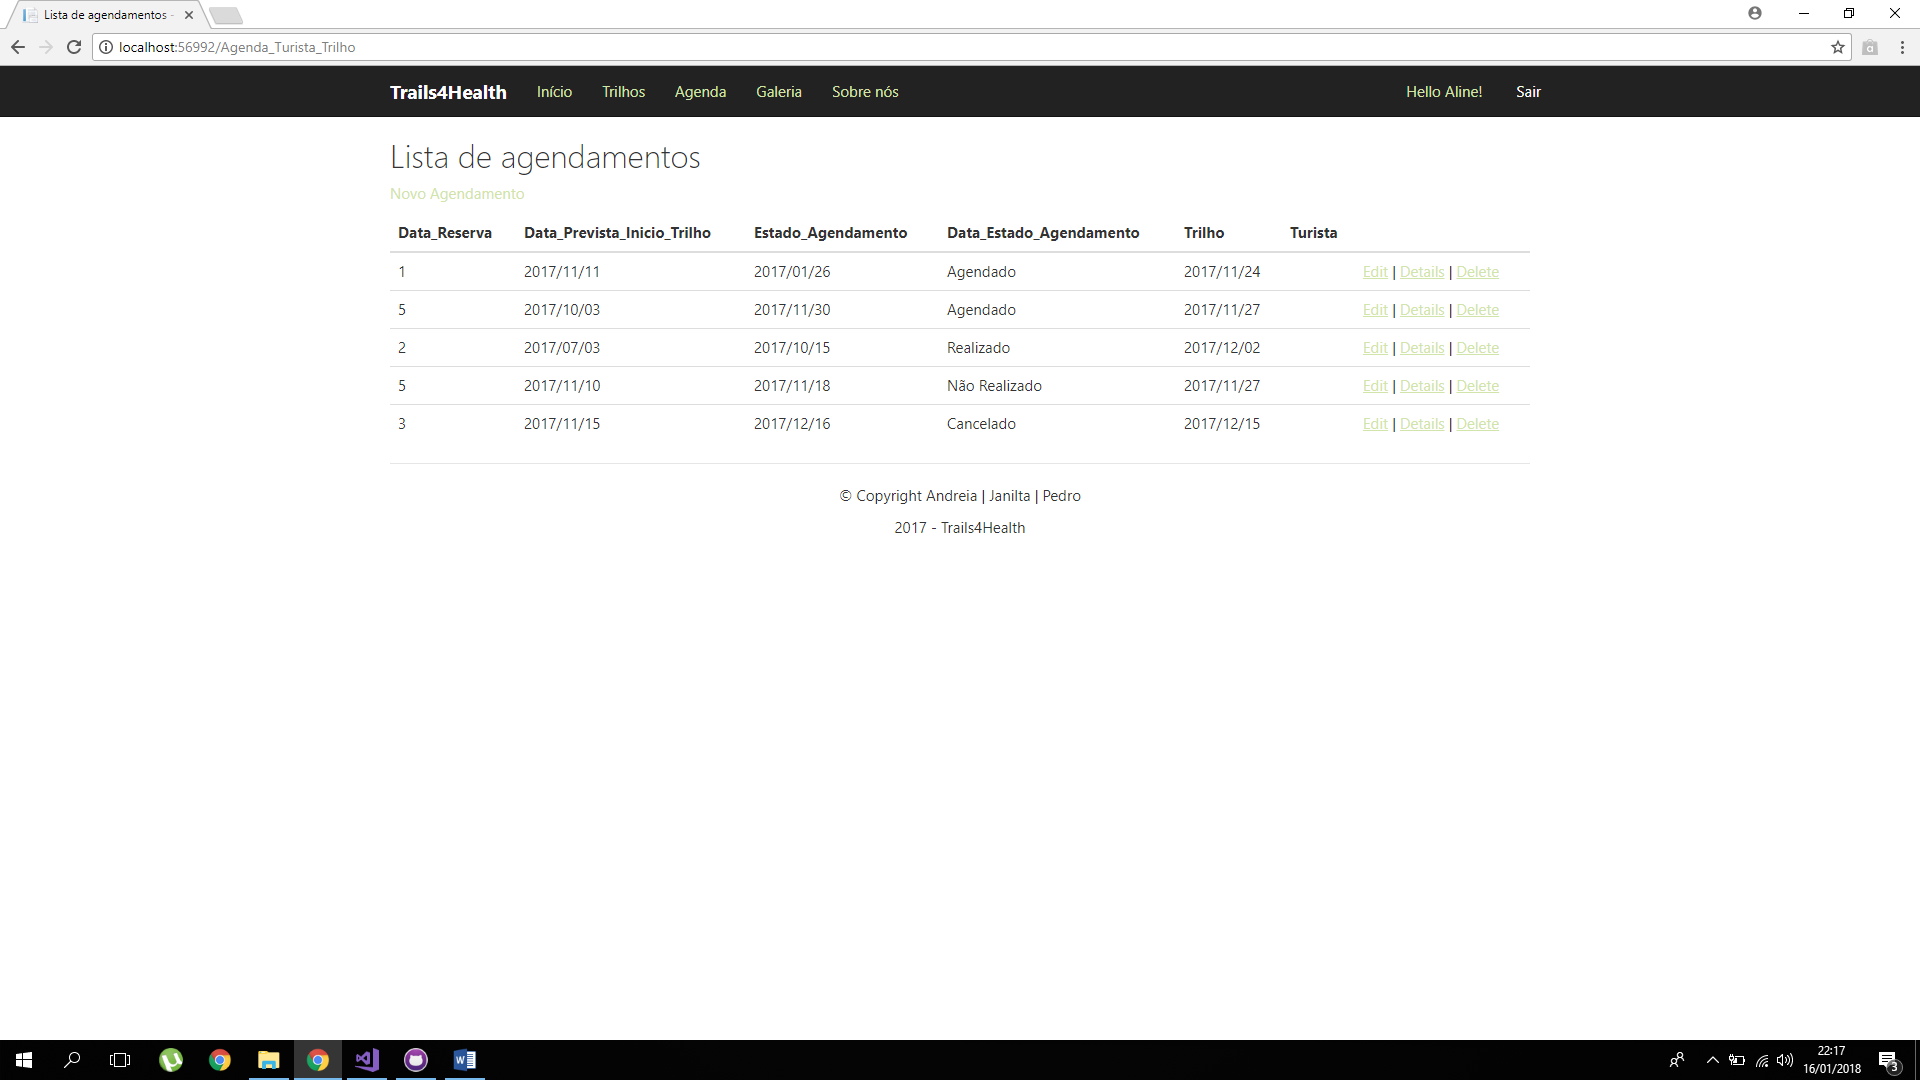 Lista de agendamentos -
localhost:56992/Agenda_Turista_Trilho
Trails4Health Início Trilhos Agenda Galeria Sobre nós Hello Aline! Sair
Lista de agendamentos
Novo Agendamento
Data_Reserva Data_Prevista_Inicio_Trilho Estado_Agendamento Data_Estado_Agendamento Trilho Turista
1 2017/11/11 2017/01/26 Agendado 2017/11/24 Edit | Details | Delete
5 2017/10/03 2017/11/30 Agendado 2017/11/27 Edit | Details | Delete
2 2017/07/03 2017/10/15 Realizado 2017/12/02 Edit | Details | Delete
5 2017/11/10 2017/11/18 Não Realizado 2017/11/27 Edit | Details | Delete
3 2017/11/15 2017/12/16 Cancelado 2017/12/15 Edit | Details | Delete
© Copyright Andreia | Janilta | Pedro
2017 - Trails4Health
22:17
16/01/2018
3